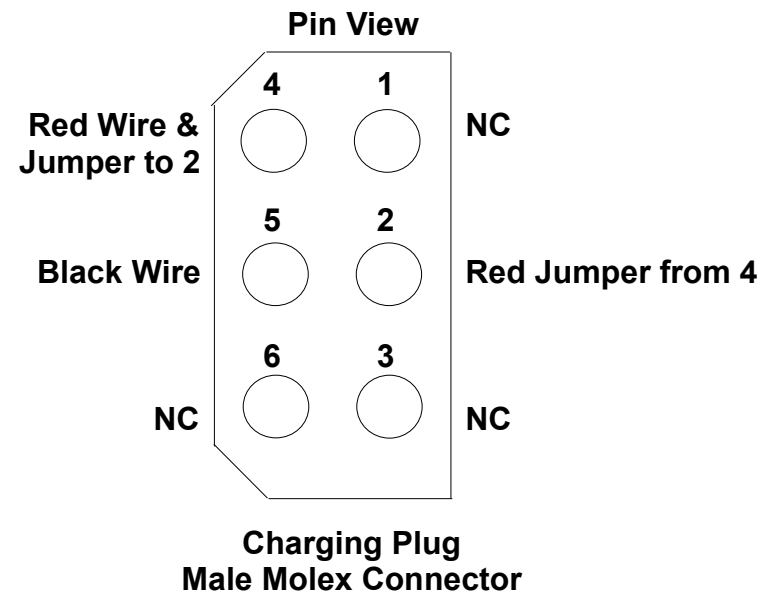 Pin View
4 1
Red Wire &
Jumper to 2
NC
5 2
Black Wire
Red Jumper from 4
6 3
NC
NC
Charging Plug
Male Molex Connector